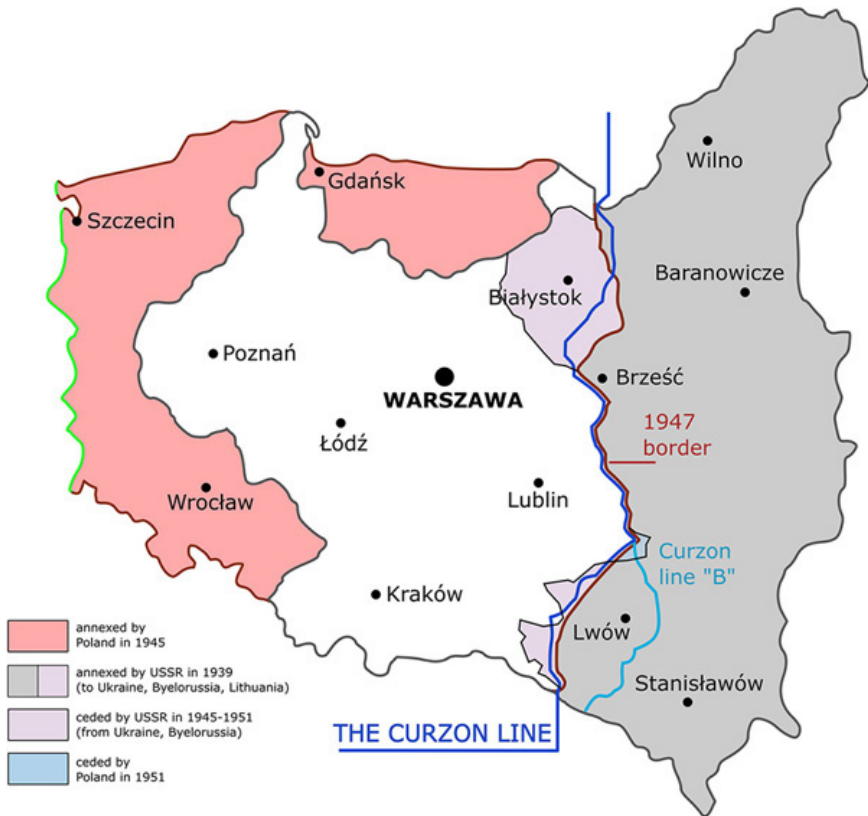 Wilno
Gdańsk
Szczecin
Baranowicze
Białystok
Poznań
Brześć
WARSZAWA
1947
border
Łódź
Lublin
Wrocław
Curzon
line "B"
Kraków
Lwów
annexed by
Poland in 1945
annexed by USSR in 1939
(to Ukraine, Byelorussia, Lithuania)
Stanisławów
ceded by USSR in 1945-1951
(from Ukraine, Byelorussia)
THE CURZON LINE
ceded by
Poland in 1951